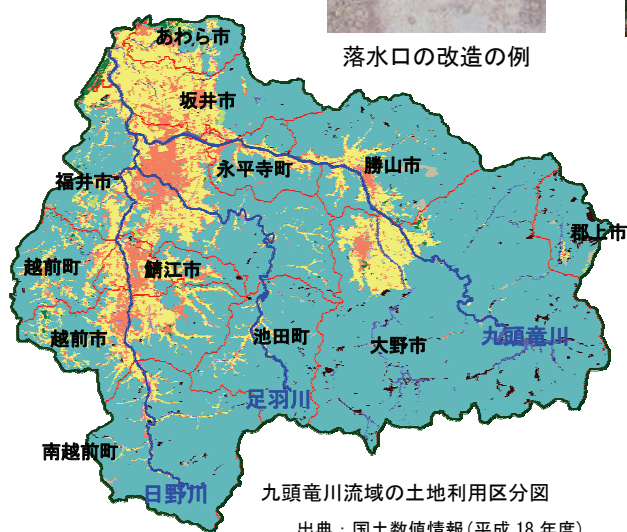 落水口の改造の例
あわら市
坂井市
永平寺町
勝山市
福井市
郡上市
越前町
鯖江市
越前市
池田町
大野市
九頭竜川
足羽川
南越前町
日野川
九頭竜川流域の土地利用区分図
出典：国土数値情報(平成 18 年度)